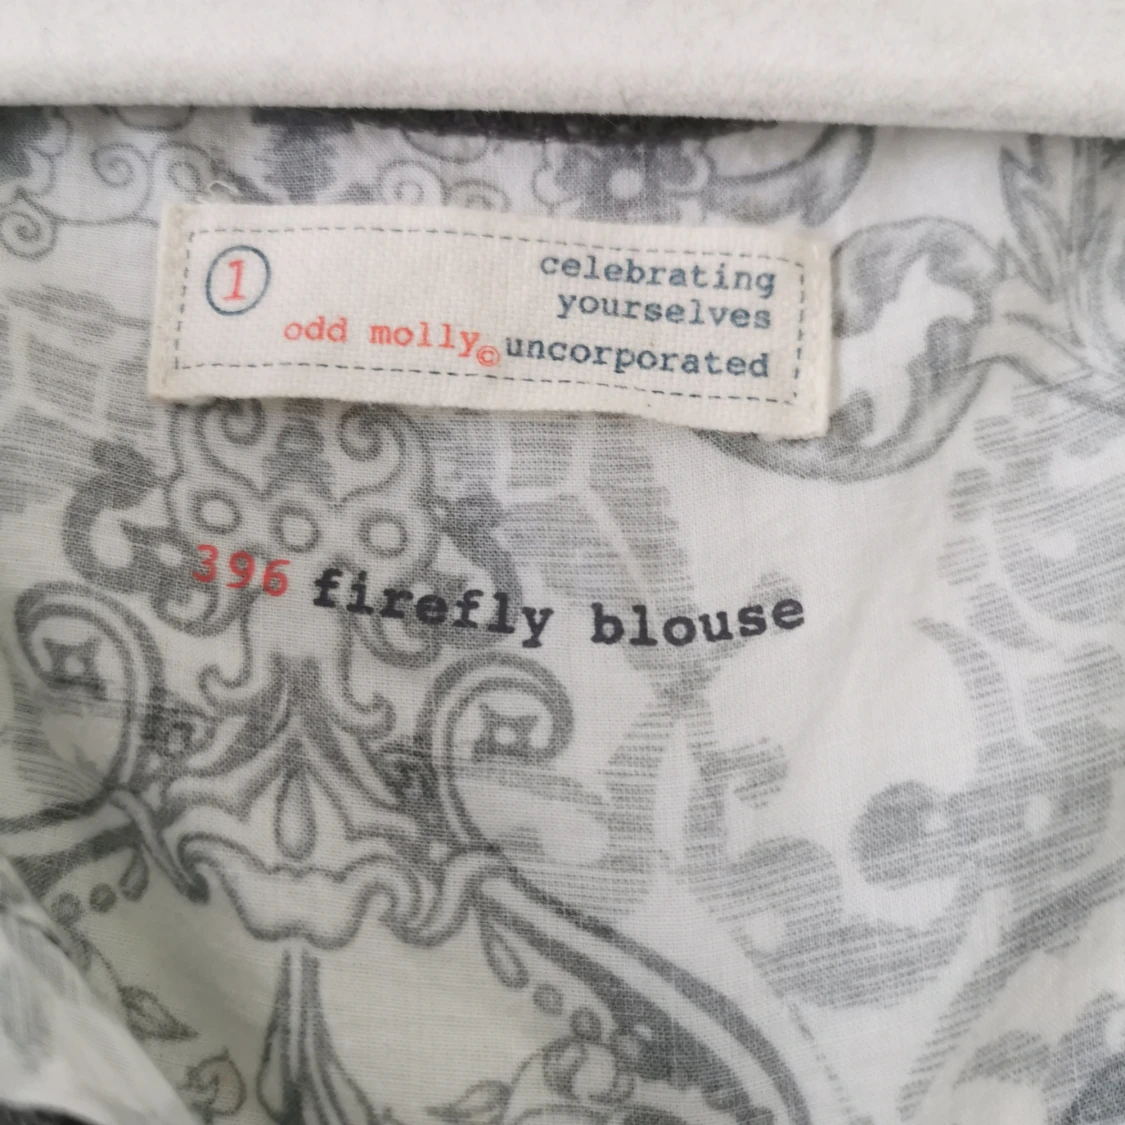 1
celebrating
yourselves
odd molly© uncorporated
396 firefly blouse